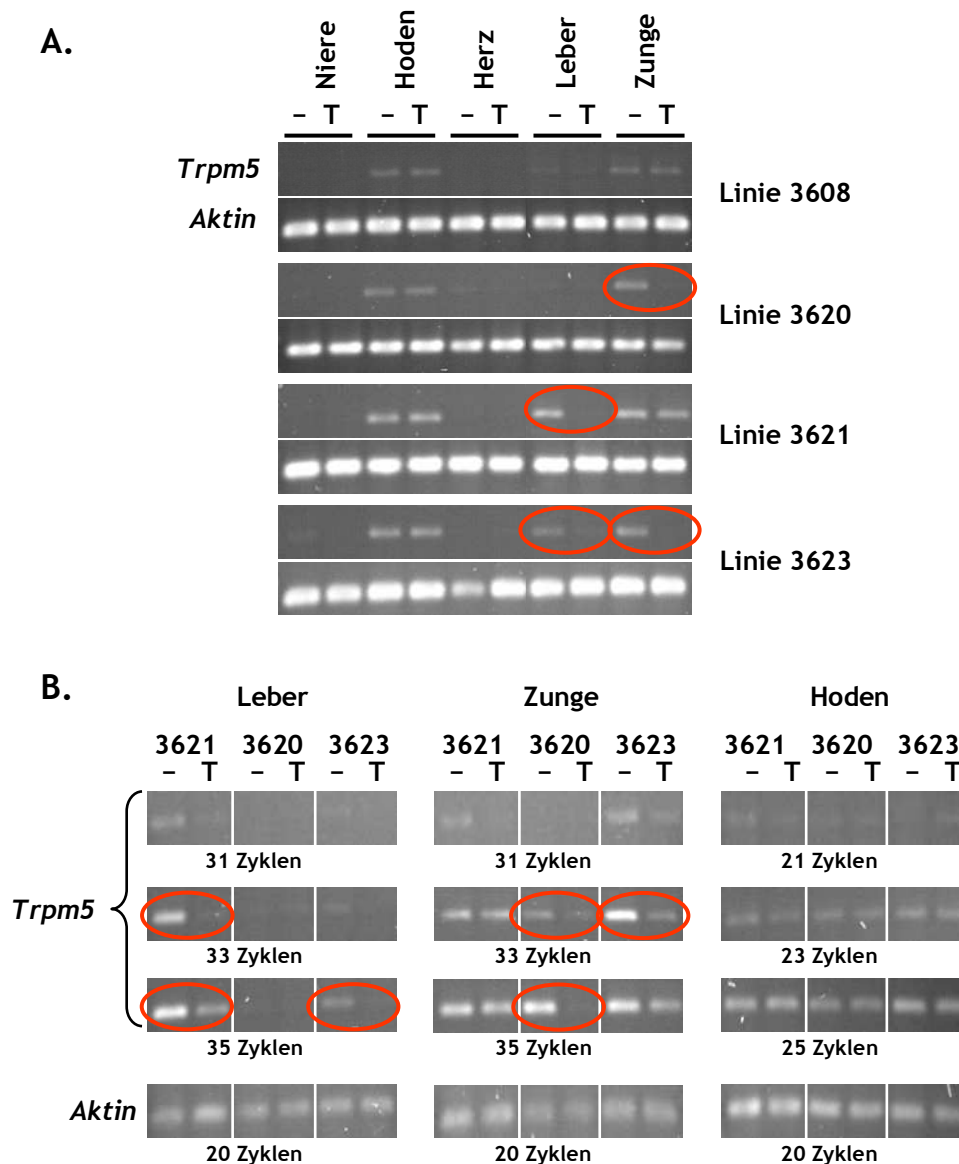 A.
Niere Hoden Herz Leber Zunge
– T – T – T – T – T
Trpm5
Linie 3608
Aktin
Linie 3620
Linie 3621
Linie 3623
B.
Leber Zunge Hoden
3621 3620 3623 3621 3620 3623 3621 3620 3623
– T – T – T – T – T – T – T – T – T
31 Zyklen 31 Zyklen 21 Zyklen
Trpm5
33 Zyklen 33 Zyklen 23 Zyklen
35 Zyklen 35 Zyklen 25 Zyklen
Aktin
20 Zyklen 20 Zyklen 20 Zyklen